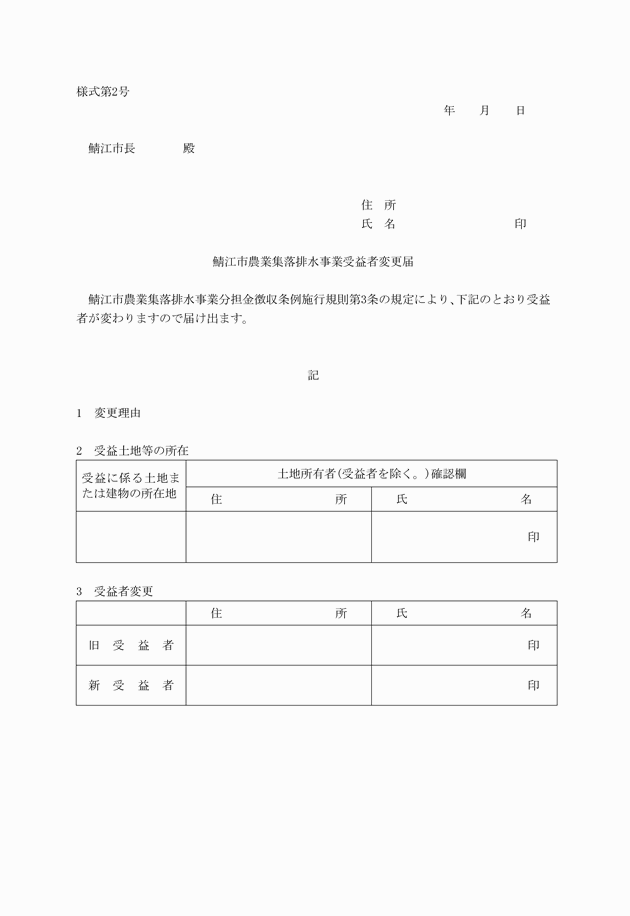 様式第2号
年　　月　　日
鯖江市長　　　　殿
住　所
氏　名　　　　　　　　　　印
鯖江市農業集落排水事業受益者変更届
鯖江市農業集落排水事業分担金徴収条例施行規則第3条の規定により、下記のとおり受益
者が変わりますので届け出ます。
記
1　変更理由
2　受益土地等の所在
受益に係る土地ま
たは建物の所在地
土地所有者(受益者を除く。)確認欄
住　　　　　　　　　所　　　　氏　　　　　　　　　名
印
3　受益者変更
住　　　　　　　　　所　　　　氏　　　　　　　　　名
旧　受　益　者　　　　　　　　　　印
新　受　益　者　　　　　　　　　　印